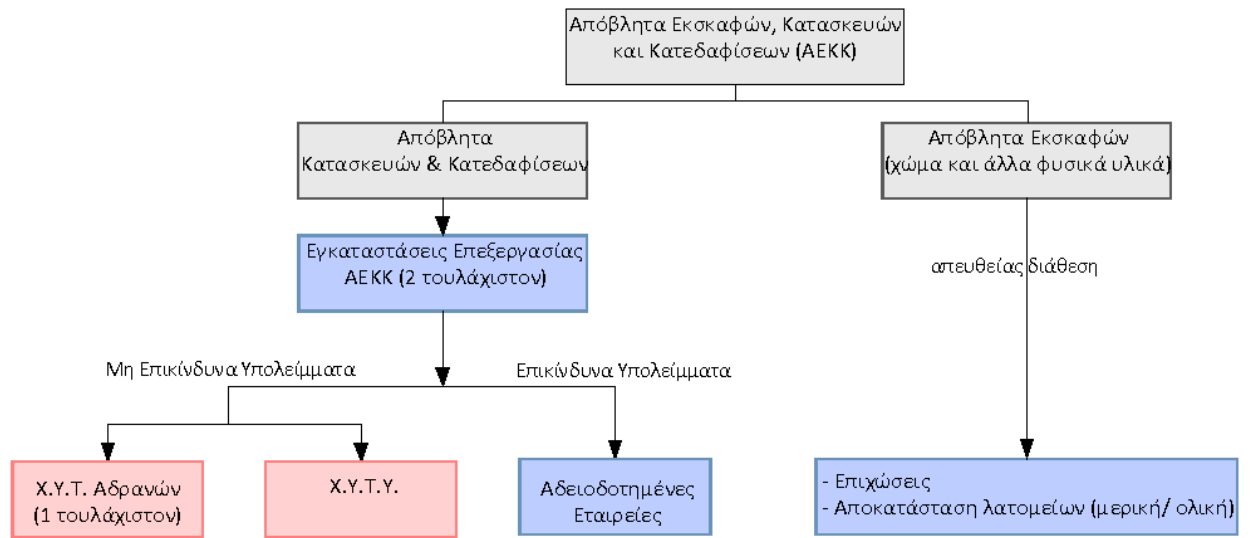 Απόβλητα Εκσκαφών, Κατασκευών
και Κατεδαφίσεων (ΑΕΚΚ)
Απόβλητα
Κατασκευών & Κατεδαφίσεων
Απόβλητα Εκσκαφών
(χώμα και άλλα φυσικά υλικά)
Εγκαταστάσεις Επεξεργασίας
ΑΕΚΚ (2 τουλάχιστον)
απευθείας διάθεση
Μη Επικίνδυνα Υπολείμματα
Επικίνδυνα Υπολείμματα
Χ.Υ.Τ. Αδρανών
(1 τουλάχιστον)
Χ.Υ.Τ.Υ.
Αδειοδοτημένες
Εταιρείες
- Επιχώσεις
- Αποκατάσταση λατομείων (μερική/ ολική)